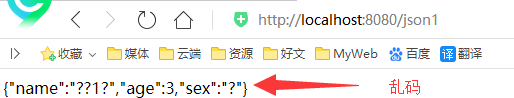 http://localhost:8080/json1
收藏 媒体 云端 资源 好文 MyWeb 百度 译 翻译
{"name":"??1?","age":3,"sex":"?"} 乱码